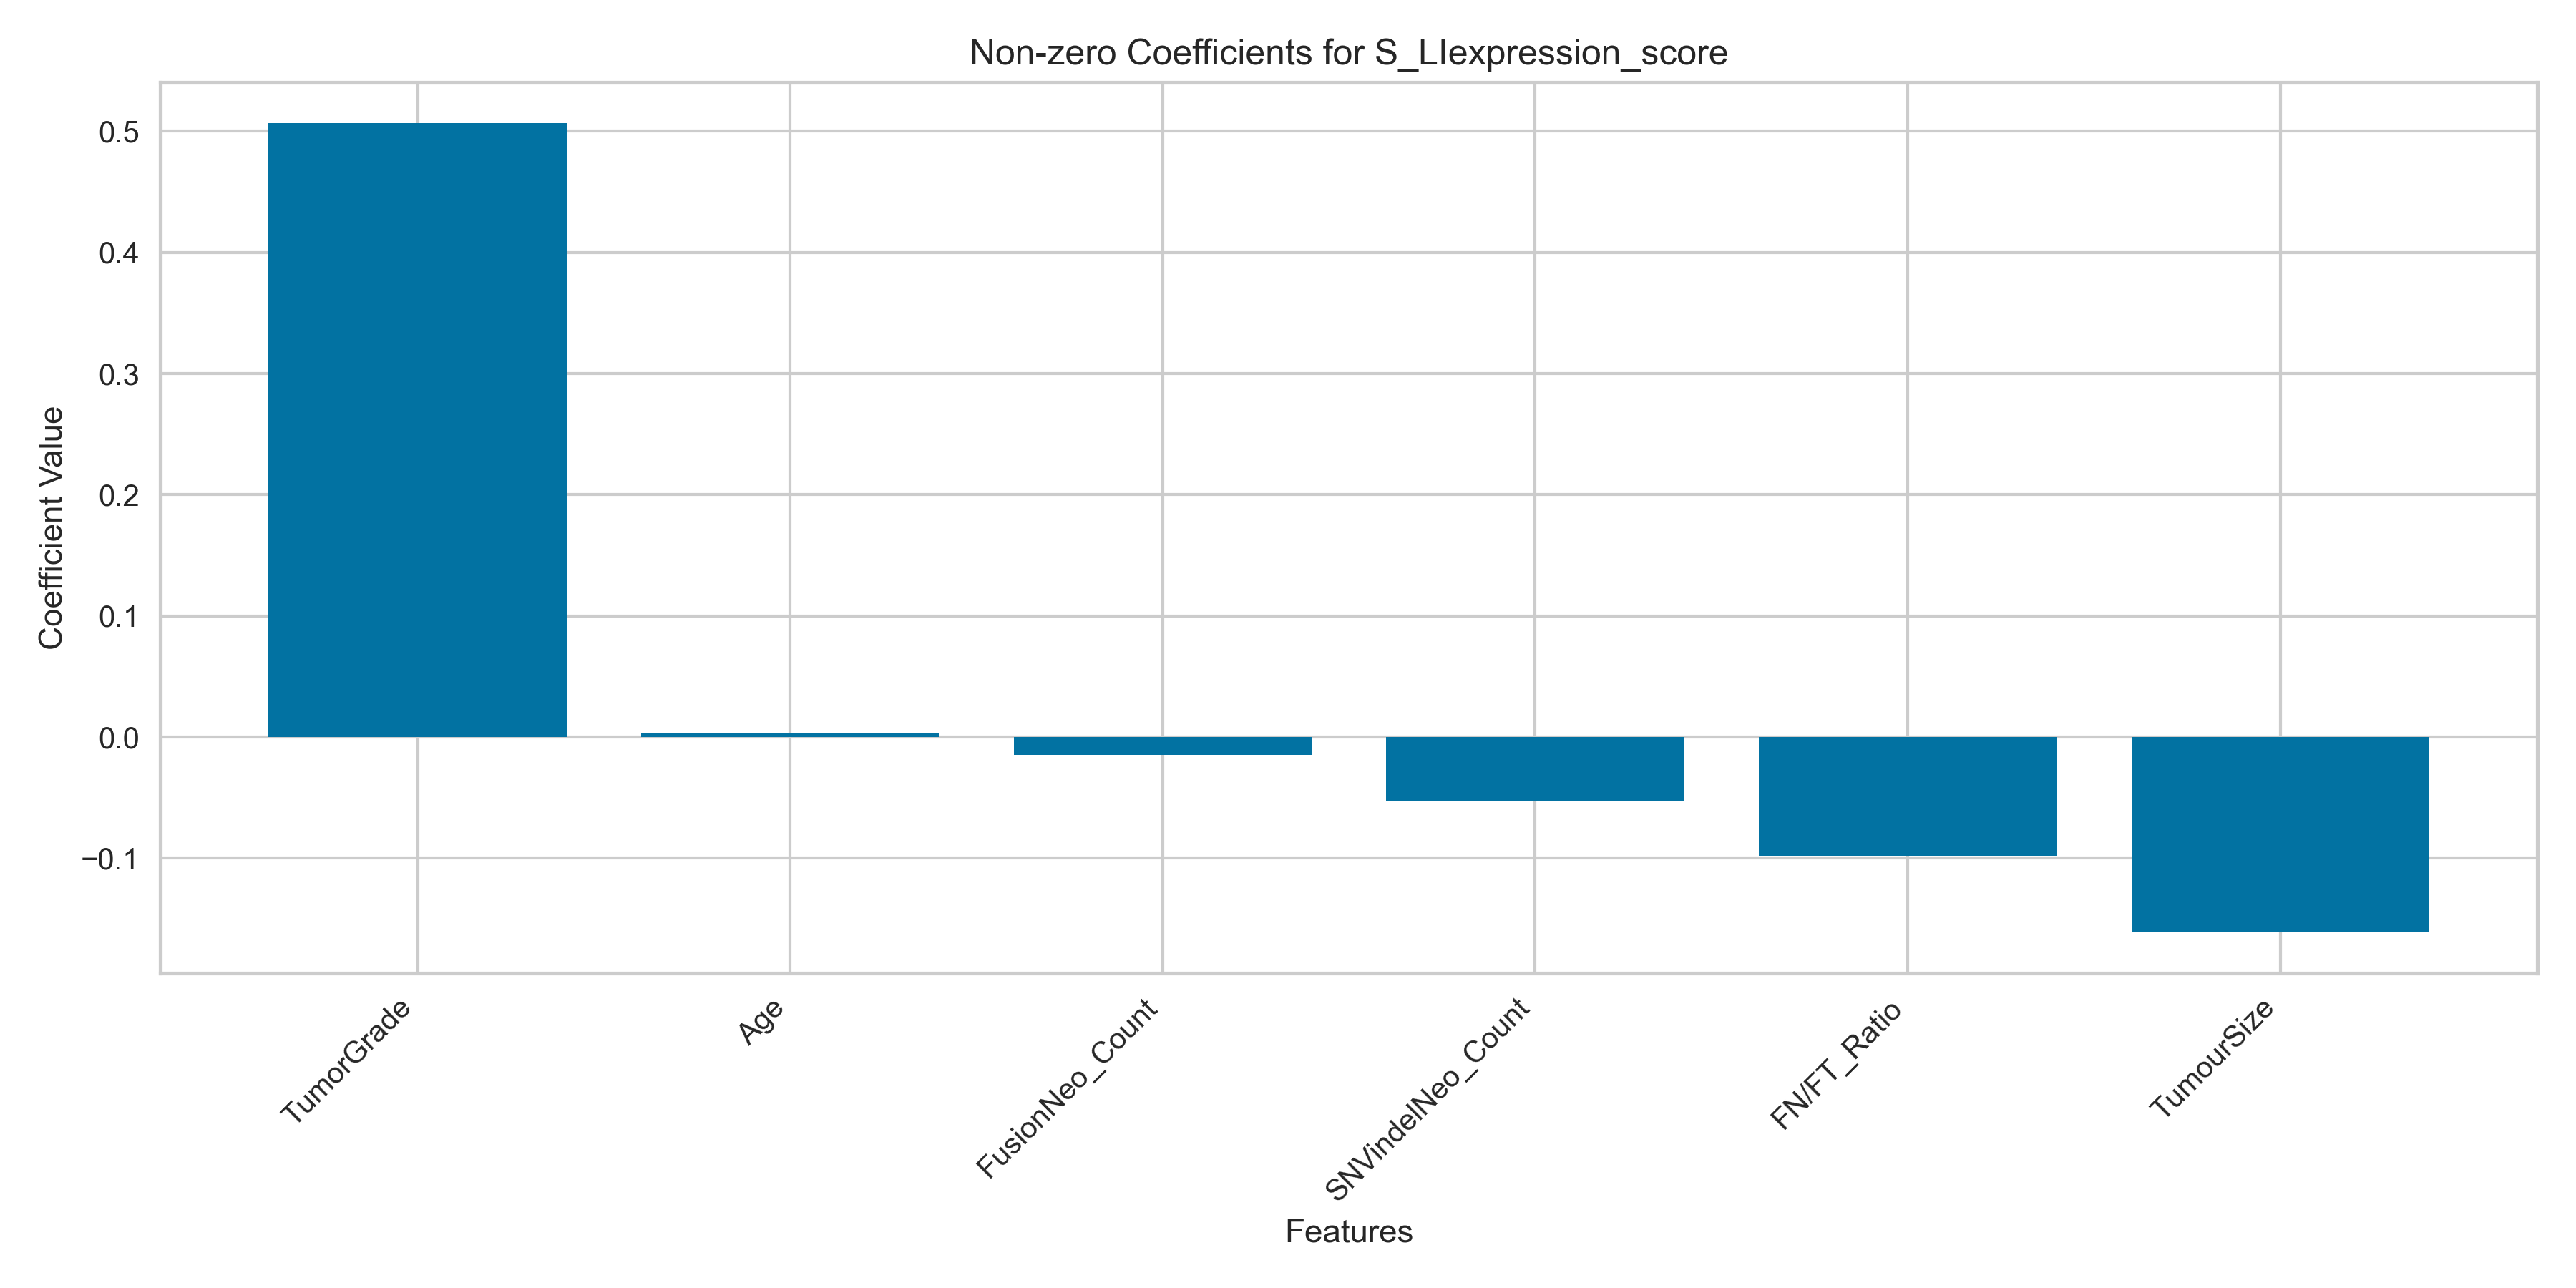 Non-zero Coefficients for S_LIexpression_score
Coefficient Value
0.5
0.4
0.3
0.2
0.1
0.0
−0.1
TumorGrade
Age
FusionNeo_Count
SNVindelNeo_Count
FN/FT_Ratio
TumourSize
Features